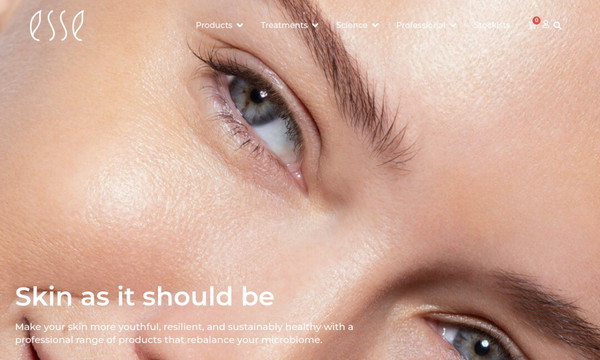 esse
Products
Treatments
Science
Professional
Stockists
0
Skin as it should be
Make your skin more youthful, resilient, and sustainably healthy with a
professional range of products that rebalance your microbiome.